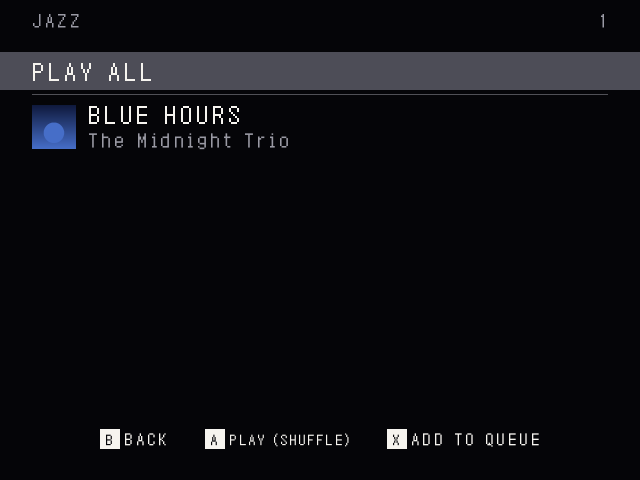 JAZZ 1
PLAY ALL
BLUE HOURS
The Midnight Trio
B BACK A PLAY (SHUFFLE) X ADD TO QUEUE